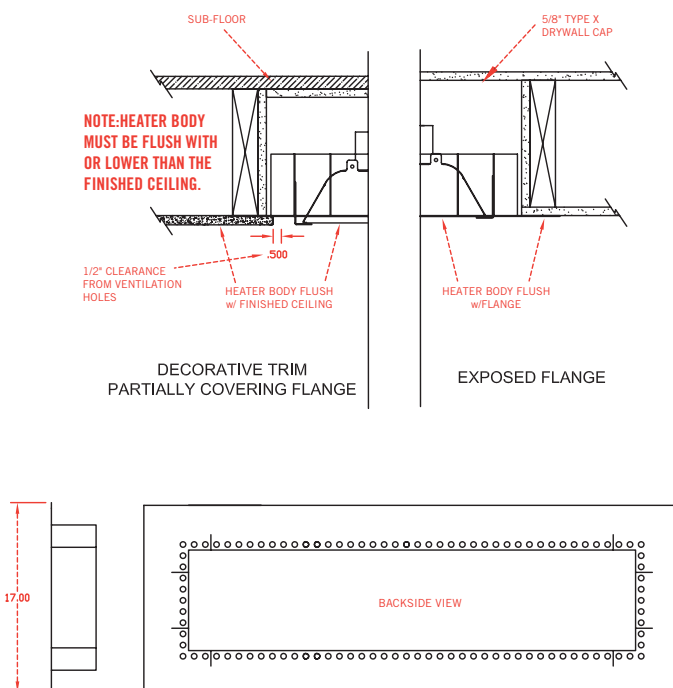 SUB-FLOOR
5/8" TYPE X
DRYWALL CAP
NOTE:HEATER BODY
MUST BE FLUSH WITH
OR LOWER THAN THE
FINISHED CEILING.
.500
1/2" CLEARANCE
FROM VENTILATION
HOLES
HEATER BODY FLUSH
w/ FINISHED CEILING
HEATER BODY FLUSH
w/FLANGE
DECORATIVE TRIM
PARTIALLY COVERING FLANGE
EXPOSED FLANGE
17.00
BACKSIDE VIEW